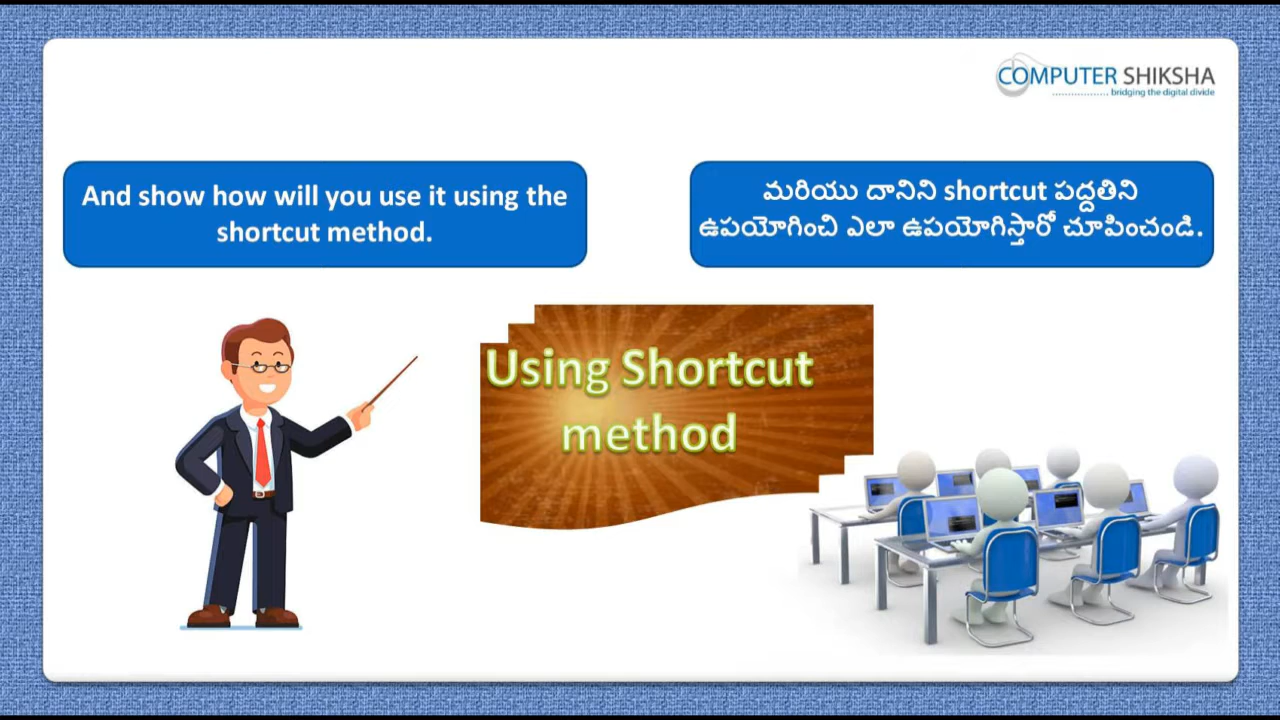 COMPUTER SHIKSHA
.................. bridging the digital divide
And show how will you use it using the
shortcut method.
మరియు దానిని shortcut పద్దతిని
ఉపయోగించి ఎలా ఉపయోగిస్తారో చూపించండి.
Using Shortcut
method